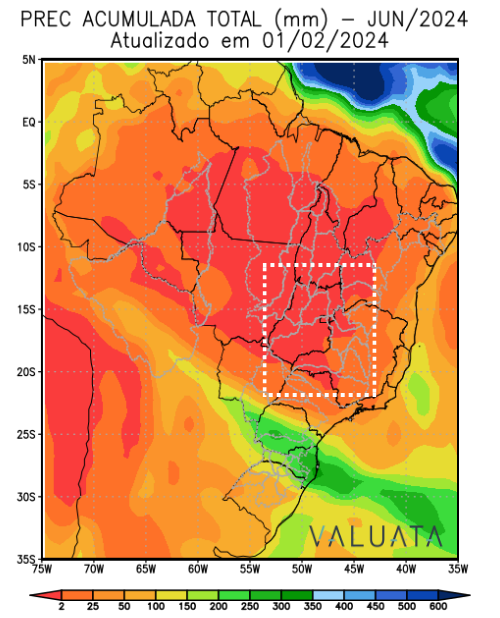 PREC ACUMULADA TOTAL (mm) – JUN/2024
Atualizado em 01/02/2024
5N
EQ
5S
10S
15S
20S
25S
30S
35S
VALUATA
75W 70W 65W 60W 55W 50W 45W 40W 35W
2 25 50 100 150 200 250 300 350 400 450 500 600